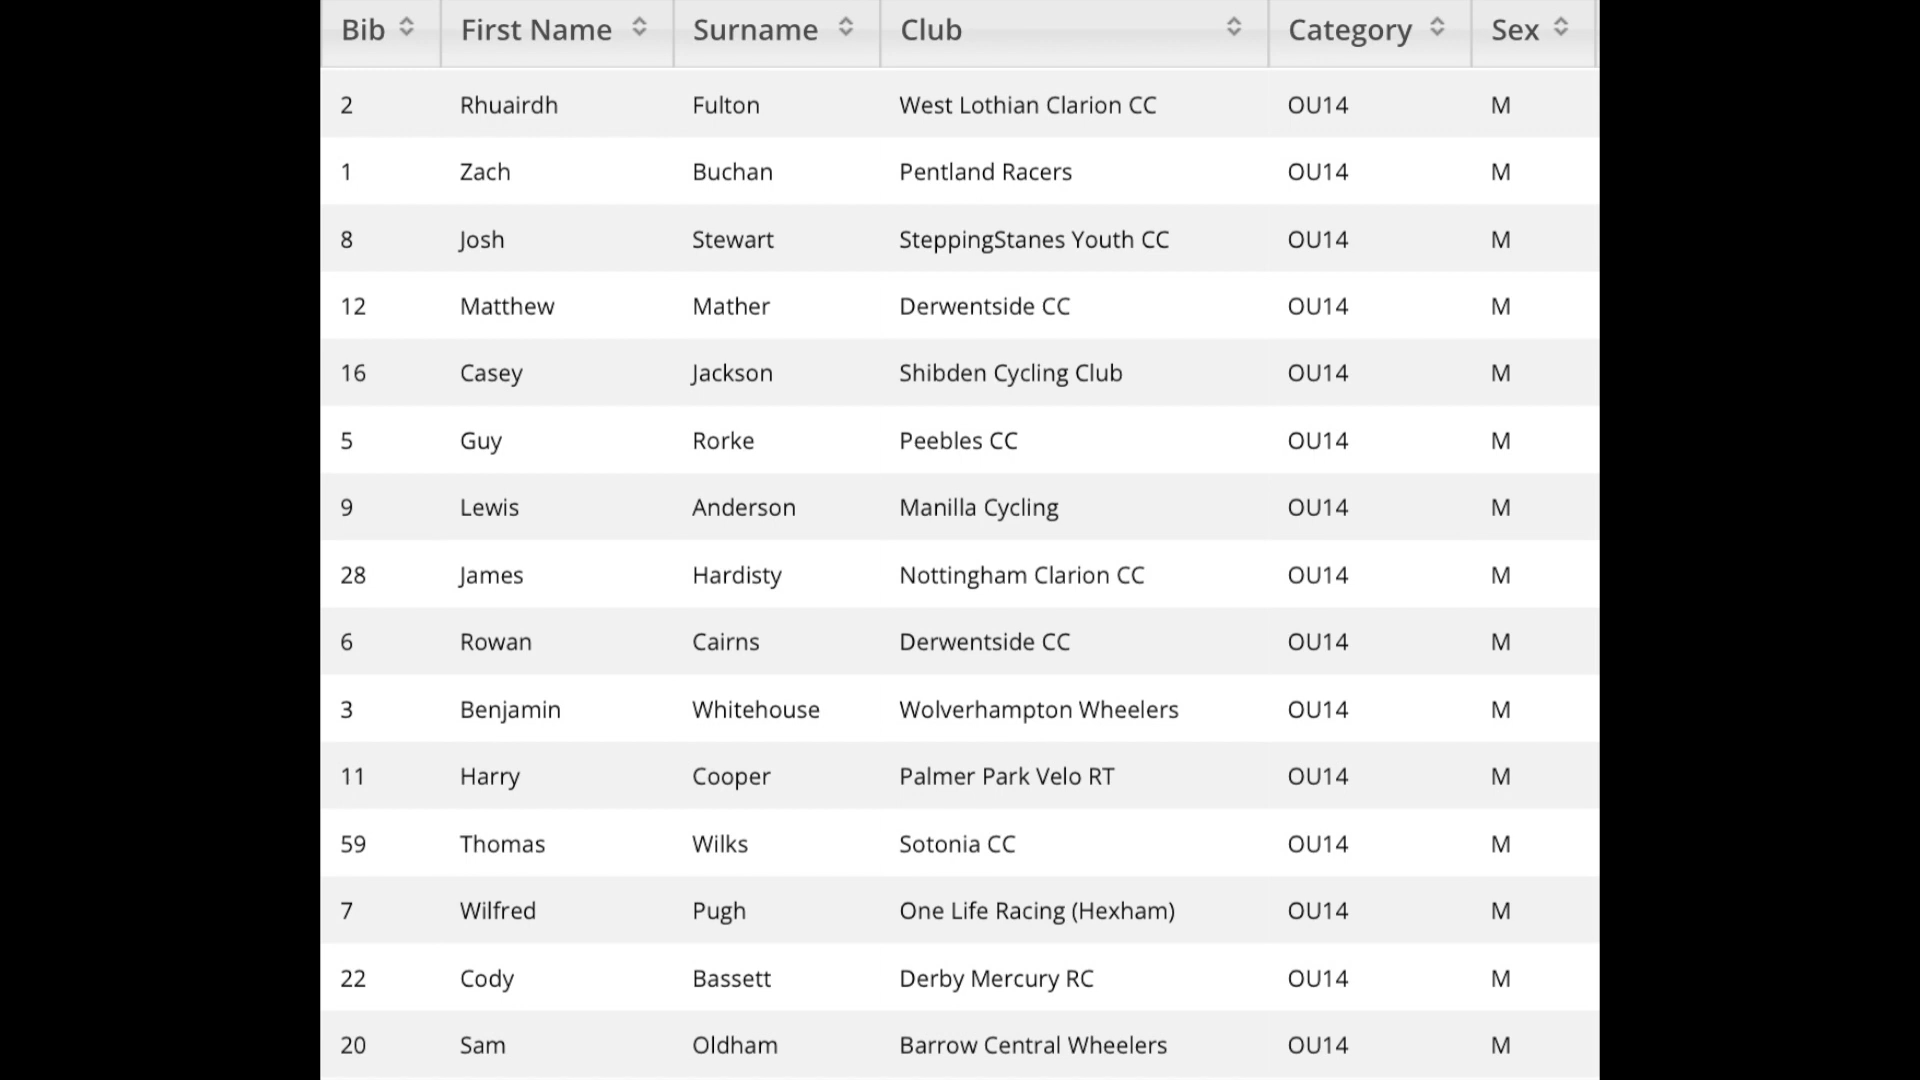 Bib First Name Surname Club Category Sex
2 Rhuairdh Fulton West Lothian Clarion CC OU14 M
1 Zach Buchan Pentland Racers OU14 M
8 Josh Stewart SteppingStanes Youth CC OU14 M
12 Matthew Mather Derwentside CC OU14 M
16 Casey Jackson Shibden Cycling Club OU14 M
5 Guy Rorke Peebles CC OU14 M
9 Lewis Anderson Manilla Cycling OU14 M
28 James Hardisty Nottingham Clarion CC OU14 M
6 Rowan Cairns Derwentside CC OU14 M
3 Benjamin Whitehouse Wolverhampton Wheelers OU14 M
11 Harry Cooper Palmer Park Velo RT OU14 M
59 Thomas Wilks Sotonia CC OU14 M
7 Wilfred Pugh One Life Racing (Hexham) OU14 M
22 Cody Bassett Derby Mercury RC OU14 M
20 Sam Oldham Barrow Central Wheelers OU14 M